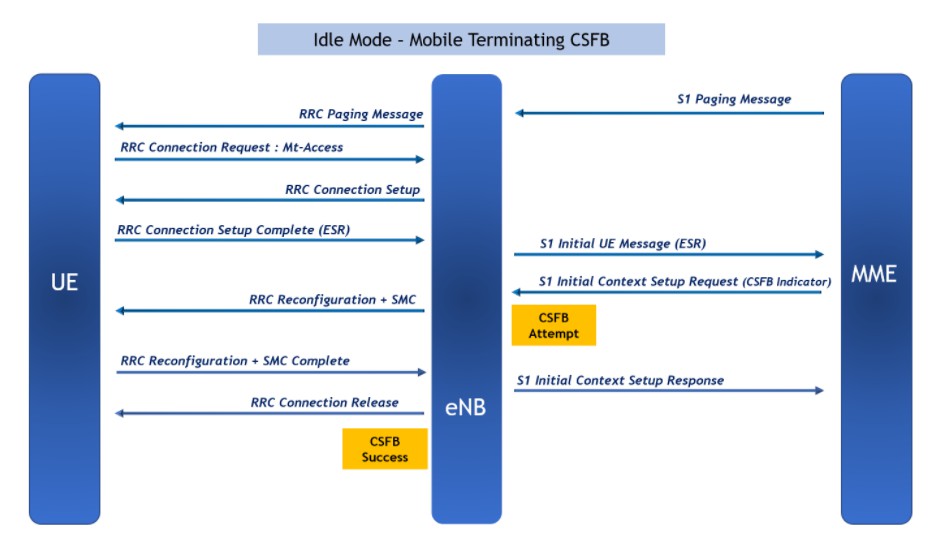 Idle Mode - Mobile Terminating CSFB
S1 Paging Message
RRC Paging Message
RRC Connection Request : Mt-Access
RRC Connection Setup
RRC Connection Setup Complete (ESR)
S1 Initial UE Message (ESR)
UE
MME
S1 Initial Context Setup Request (CSFB Indicator)
RRC Reconfiguration + SMC
CSFB
Attempt
RRC Reconfiguration + SMC Complete
S1 Initial Context Setup Response
RRC Connection Release
eNB
CSFB
Success